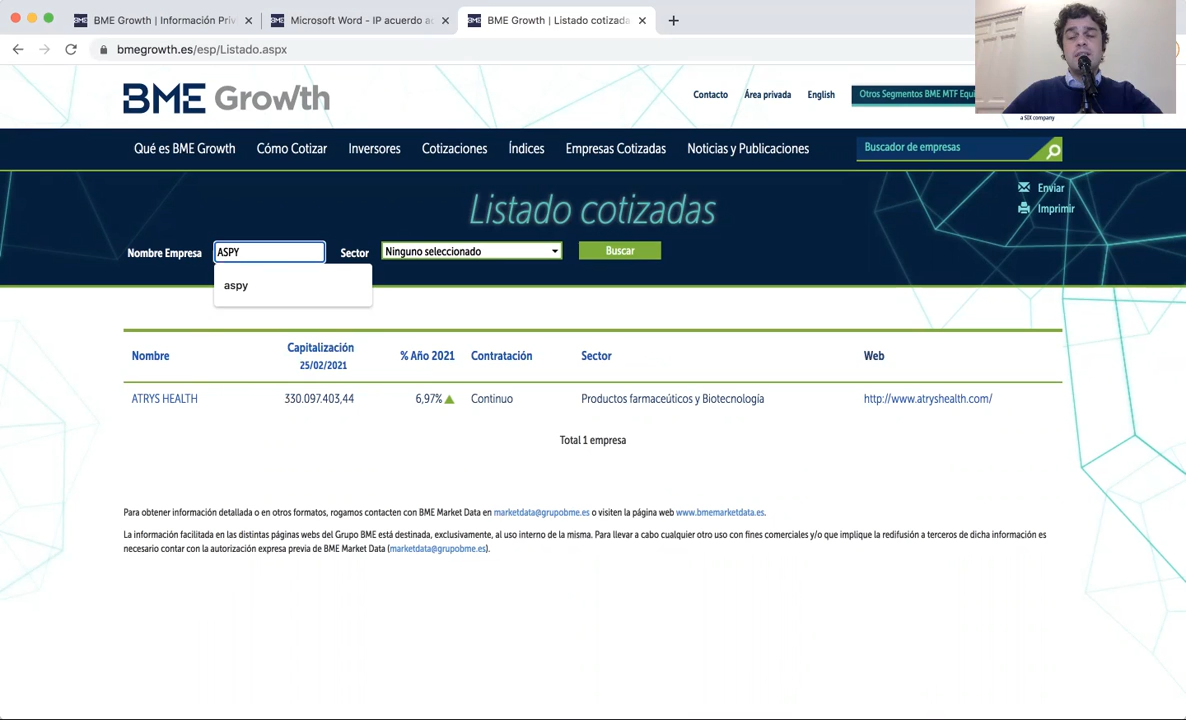 BME Growth | Información Priv
Microsoft Word - IP acuerdo ad
BME Growth | Listado cotizada
bmegrowth.es/esp/Listado.aspx
BME Growth
Contacto
Área privada
English
Otros Segmentos BME MTF Equi
a SIX company
Qué es BME Growth
Cómo Cotizar
Inversores
Cotizaciones
Índices
Empresas Cotizadas
Noticias y Publicaciones
Buscador de empresas
Enviar
Imprimir
Listado cotizadas
Nombre Empresa
ASPY
Sector
Ninguno seleccionado
Buscar
aspy
Nombre
Capitalización
25/02/2021
% Año 2021
Contratación
Sector
Web
ATRYS HEALTH
330.097.403,44
6,97%
Continuo
Productos farmaceúticos y Biotecnología
http://www.atryshealth.com/
Total 1 empresa
Para obtener información detallada o en otros formatos, rogamos contacten con BME Market Data en marketdata@grupobme.es o visiten la página web www.bmemarketdata.es.
La información facilitada en las distintas páginas webs del Grupo BME está destinada, exclusivamente, al uso interno de la misma. Para llevar a cabo cualquier otro uso con fines comerciales y/o que implique la redifusión a terceros de dicha información es
necesario contar con la autorización expresa previa de BME Market Data (marketdata@grupobme.es).